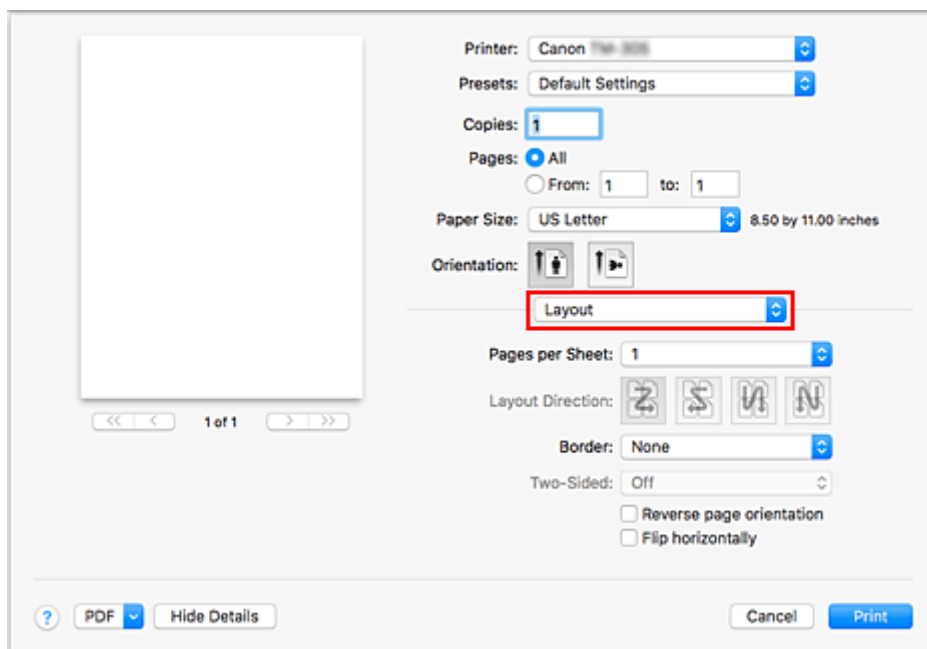 Printer: Canon
Presets: Default Settings
Copies: 1
Pages: All
From: 1 to: 1
Paper Size: US Letter 8.50 by 11.00 inches
Orientation:
Layout
Pages per Sheet: 1
Layout Direction:
1 of 1
Border: None
Two-Sided: Off
Reverse page orientation
Flip horizontally
? PDF Hide Details Cancel Print